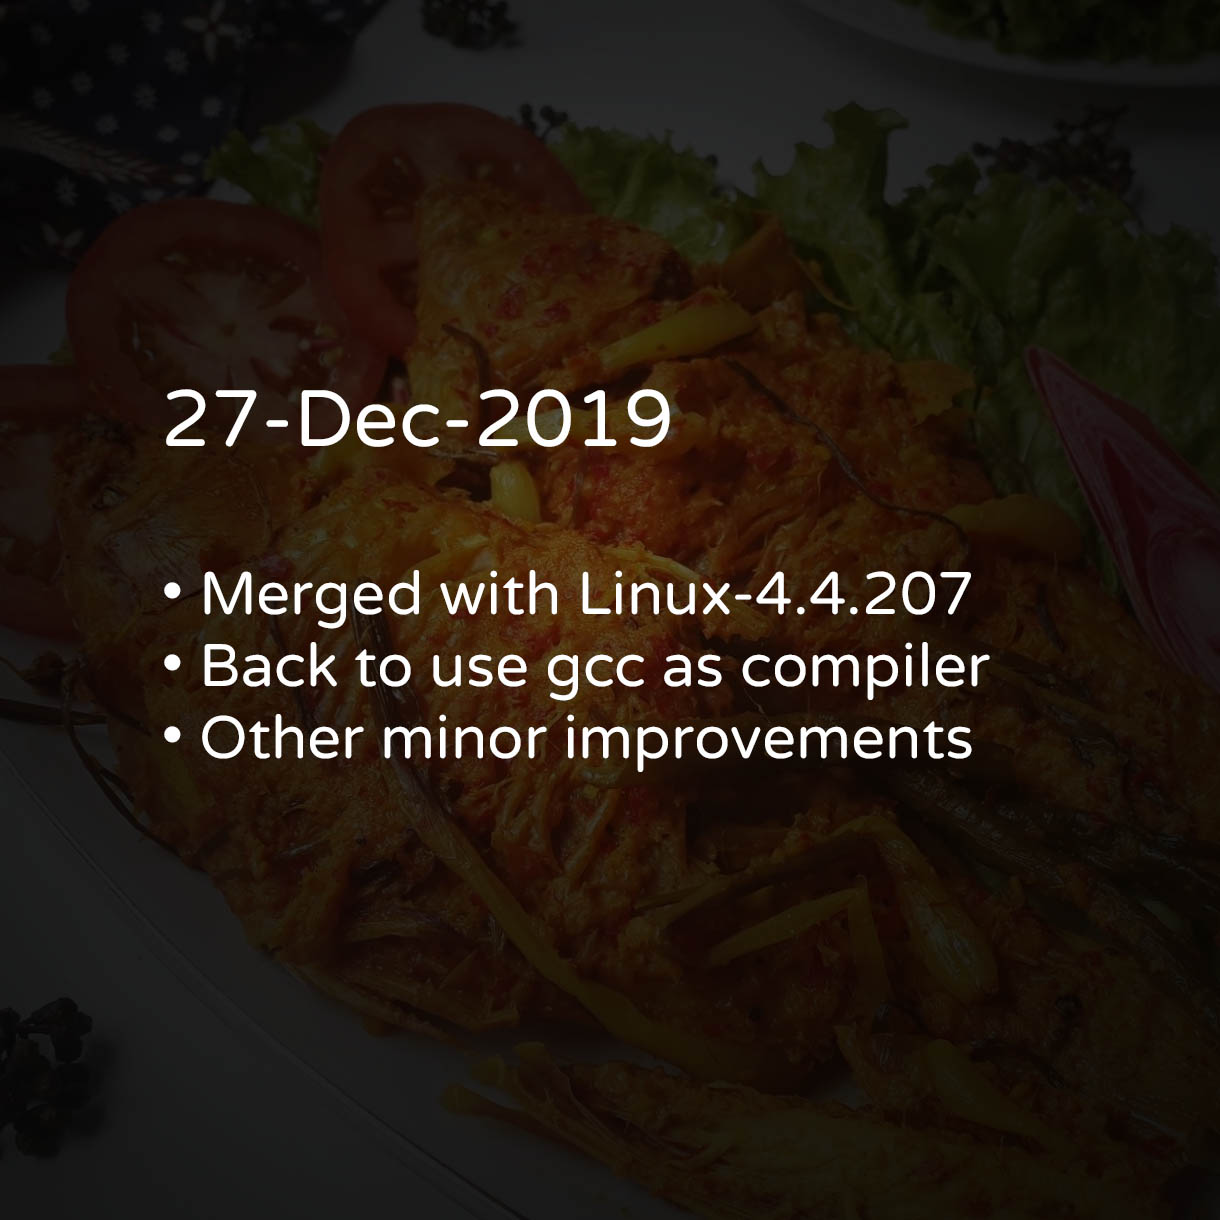 27-Dec-2019
• Merged with Linux-4.4.207
• Back to use gcc as compiler
• Other minor improvements